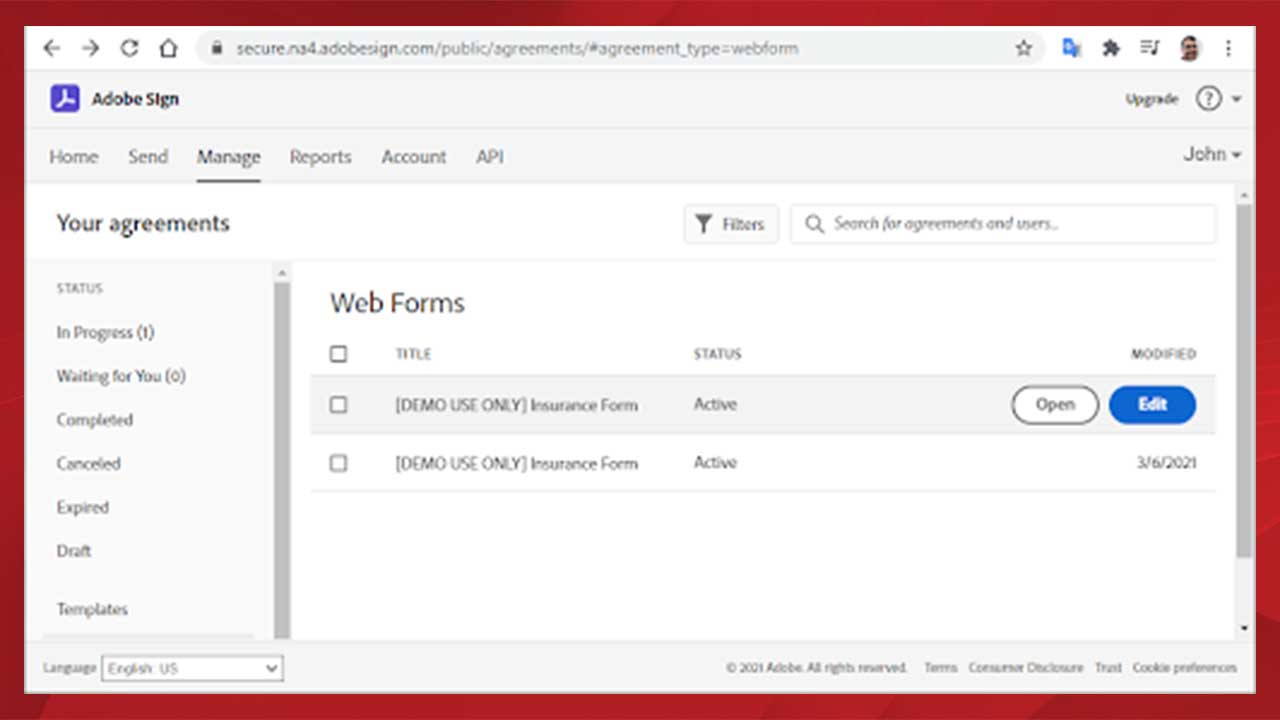 secure.na4.adobesign.com/public/agreements/#agreement_type=webform
Adobe Sign
Upgrade
Home Send Manage Reports Account API
John
Your agreements
Filters
Search for agreements and users...
STATUS
In Progress (1)
Waiting for You (0)
Completed
Canceled
Expired
Draft
Templates
Web Forms
TITLE STATUS MODIFIED
[DEMO USE ONLY] Insurance Form Active Open Edit
[DEMO USE ONLY] Insurance Form Active 3/6/2021
Language English: US © 2021 Adobe. All rights reserved. Terms Consumer Disclosure Trust Cookie preferences